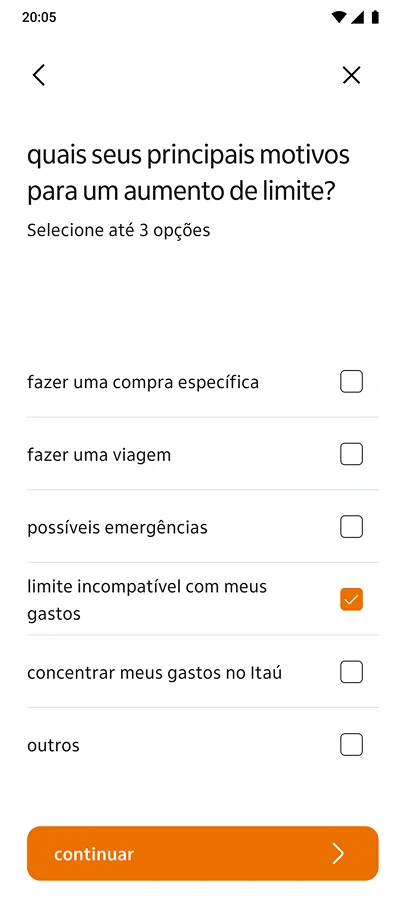 20:05
quais seus principais motivos
para um aumento de limite?
Selecione até 3 opções
fazer uma compra específica
fazer uma viagem
possíveis emergências
limite incompatível com meus
gastos
concentrar meus gastos no Itaú
outros
continuar